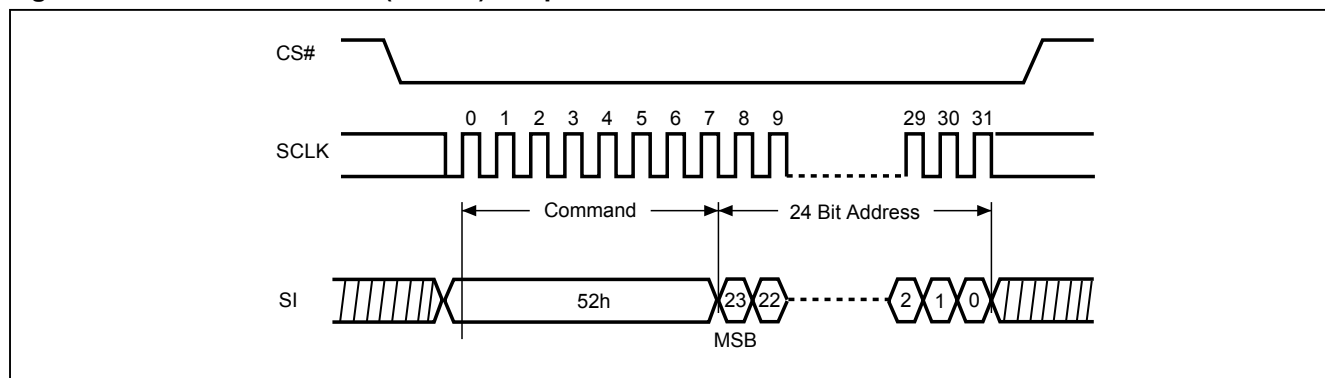 CS#
0 1 2 3 4 5 6 7 8 9 29 30 31
SCLK
Command 24 Bit Address
SI 52h 23 22 2 1 0
MSB